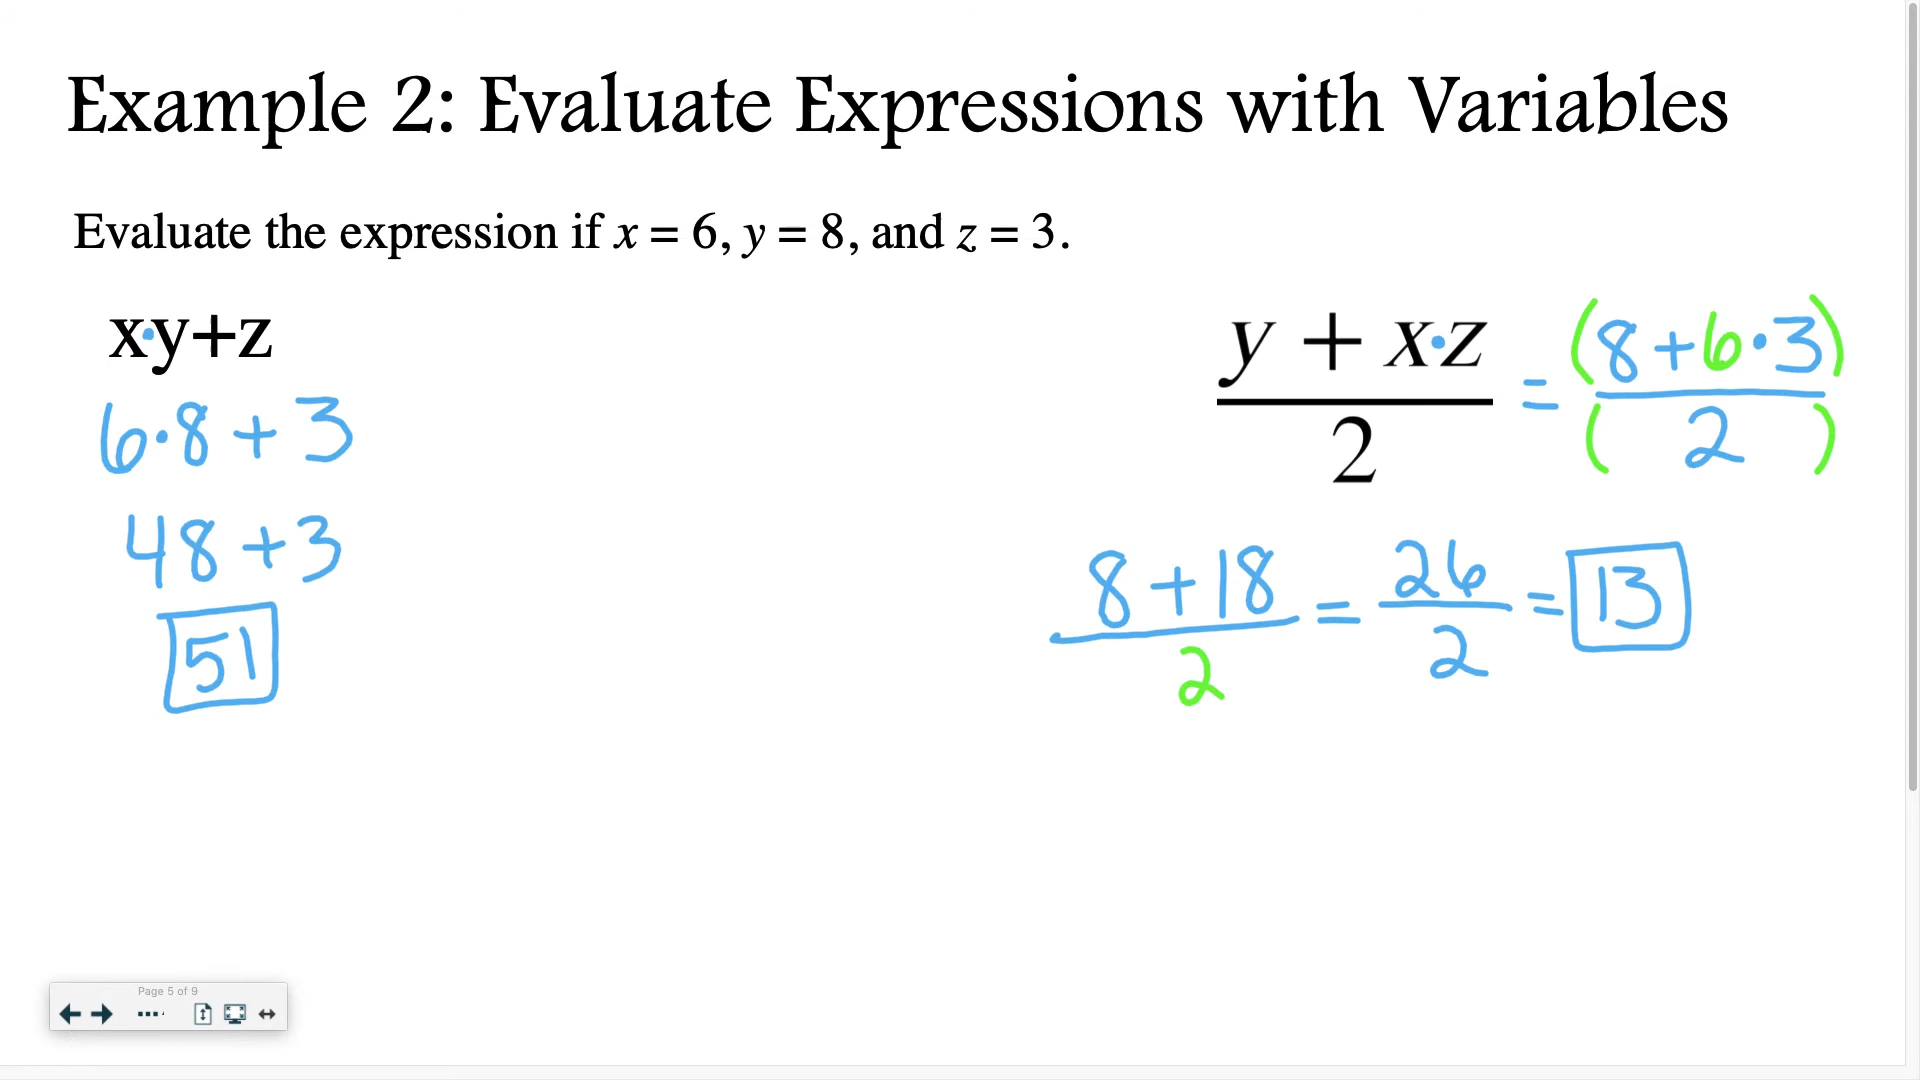 Example 2: Evaluate Expressions with Variables
Evaluate the expression if x = 6, y = 8, and z = 3.
x·y+z
6·8+3
48+3
51
y + x·z
2
= (8+6·3)
( 2 )
8+18
2
= 26
2
= 13
Page 5 of 9